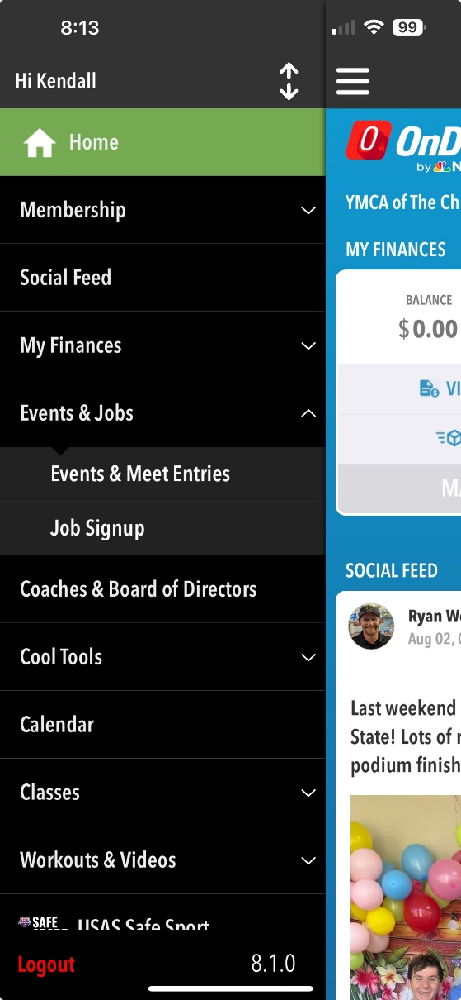 8:13
99
Hi Kendall
Home
Membership
Social Feed
My Finances
Events & Jobs
Events & Meet Entries
Job Signup
Coaches & Board of Directors
Cool Tools
Calendar
Classes
Workouts & Videos
SAFE USAS Safe Sport
Logout
8.1.0
OnD
by N
YMCA of The Ch
MY FINANCES
BALANCE
$0.00
VI
MA
SOCIAL FEED
Ryan We
Aug 02,
Last weekend
State! Lots of r
podium finish